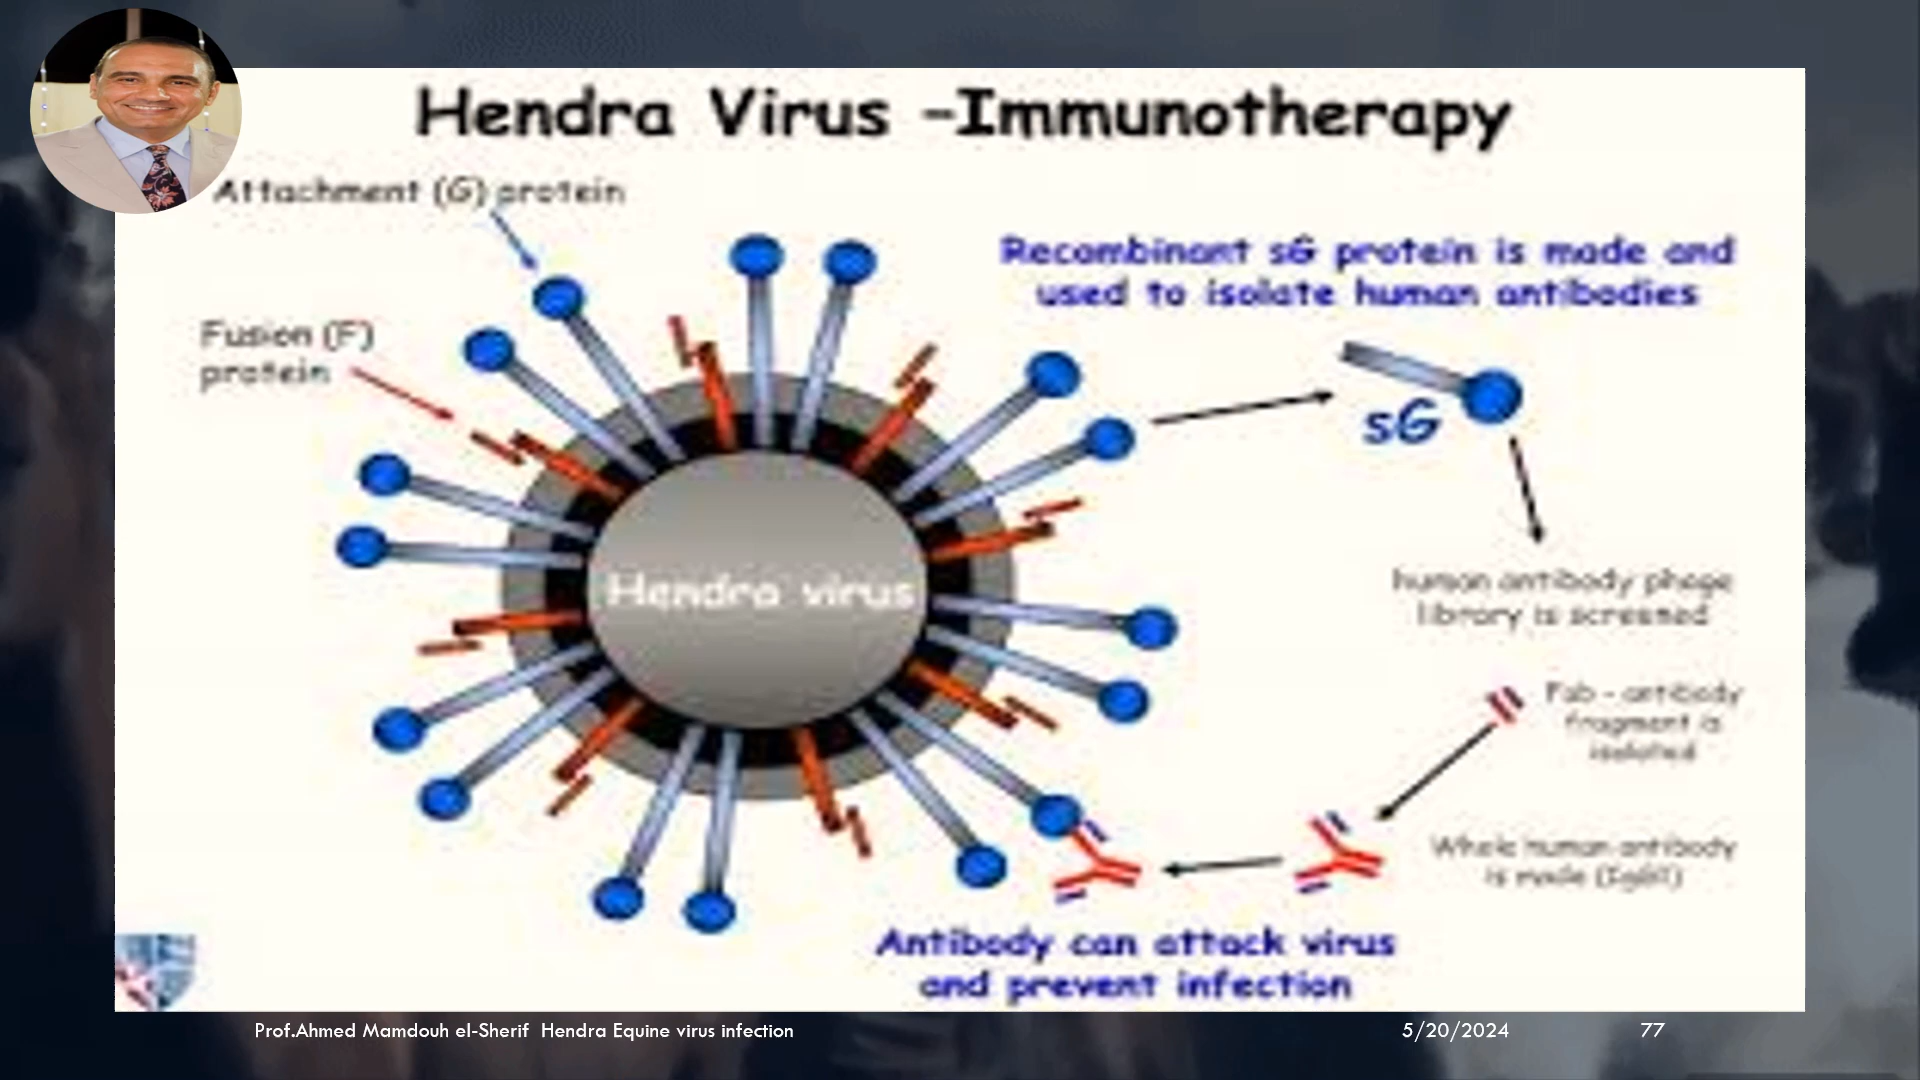 Hendra Virus –Immunotherapy
Attachment (G) protein
Recombinant sG protein is made and
used to isolate human antibodies
Fusion (F)
protein
sG
Hendra virus
human antibody phage
library is screened
Fab - antibody
fragment is
isolated
Whole human antibody
is made (IgG1)
Antibody can attack virus
and prevent infection
Prof.Ahmed Mamdouh el-Sherif Hendra Equine virus infection
5/20/2024
77